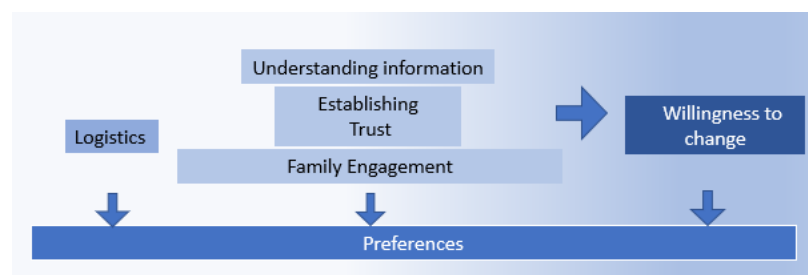 Understanding information
Establishing
Trust
Logistics
Family Engagement
Willingness to
change
Preferences